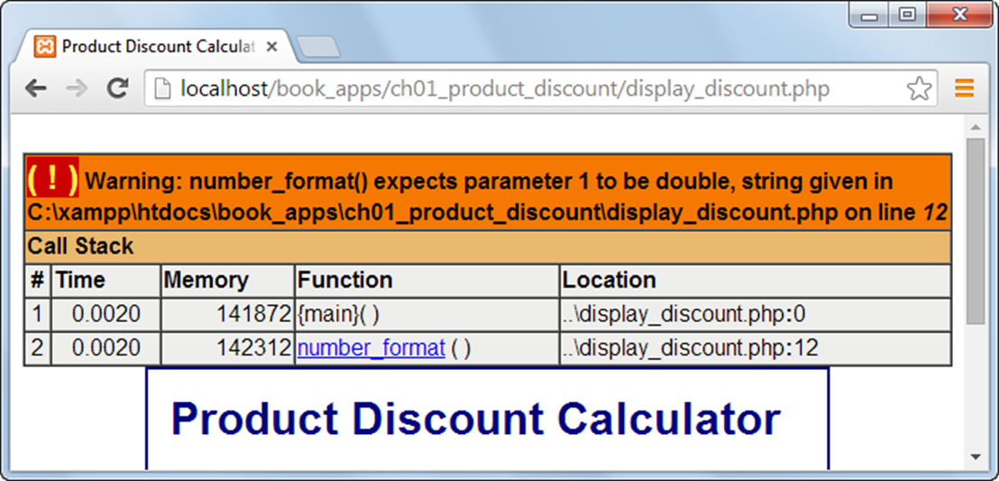 Product Discount Calculat
localhost/book_apps/ch01_product_discount/display_discount.php
( ! ) Warning: number_format() expects parameter 1 to be double, string given in
C:\xampp\htdocs\book_apps\ch01_product_discount\display_discount.php on line 12
Call Stack
# Time Memory Function Location
1 0.0020 141872 {main}( ) ..\display_discount.php:0
2 0.0020 142312 number_format ( ) ..\display_discount.php:12
Product Discount Calculator